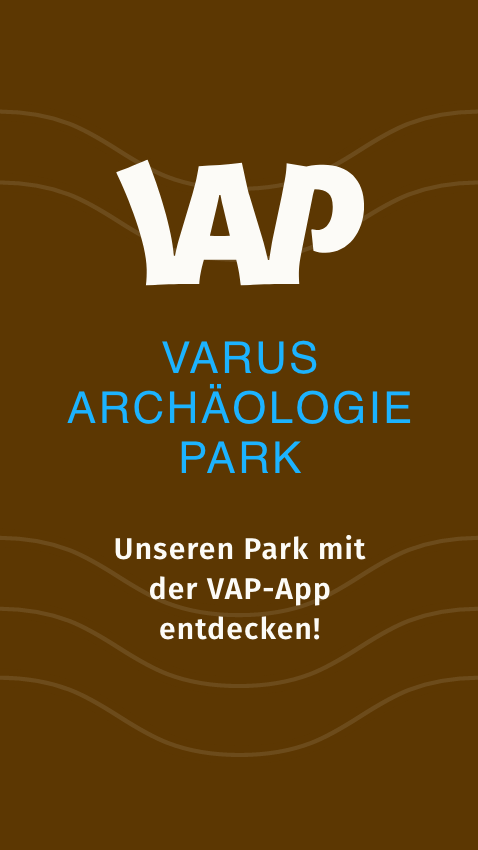 VAP
VARUS
ARCHÄOLOGIE
PARK
Unseren Park mit
der VAP-App
entdecken!